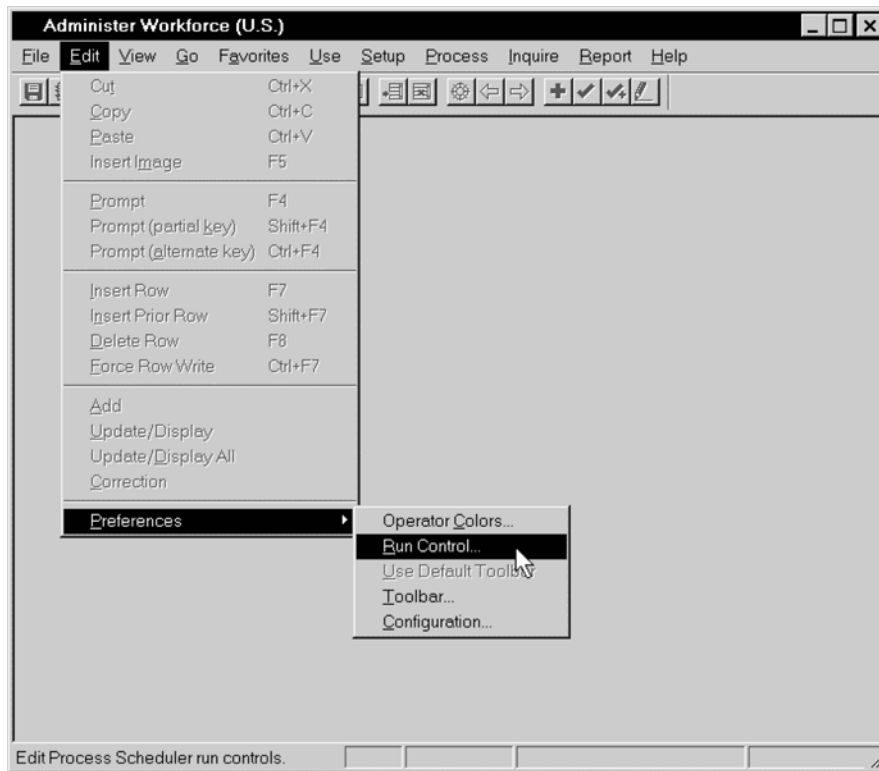 Administer Workforce (U.S.)
File Edit View Go Favorites Use Setup Process Inquire Report Help
Cut Ctrl+X
Copy Ctrl+C
Paste Ctrl+V
Insert Image F5
Prompt F4
Prompt (partial key) Shift+F4
Prompt (alternate key) Ctrl+F4
Insert Row F7
Insert Prior Row Shift+F7
Delete Row F8
Force Row Write Ctrl+F7
Add
Update/Display
Update/Display All
Correction
Preferences
Operator Colors...
Run Control...
Use Default Toolbar
Toolbar...
Configuration...
Edit Process Scheduler run controls.